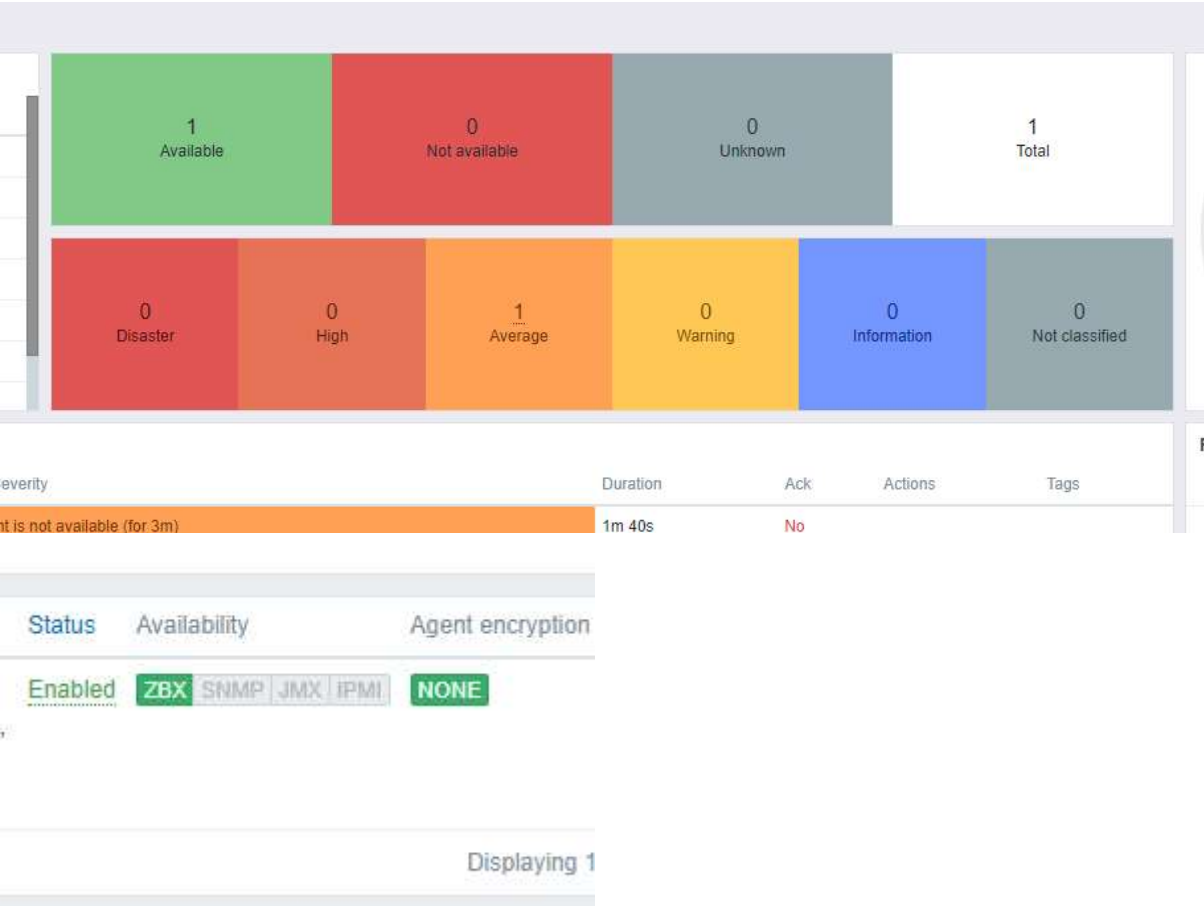 1 0 0 1
Available Not available Unknown Total
0 0 1 0 0 0
Disaster High Average Warning Information Not classified
everity Duration Ack Actions Tags
nt is not available (for 3m) 1m 40s No
Status Availability Agent encryption
Enabled ZBX SNMP JMX IPMI NONE
,
Displaying 1